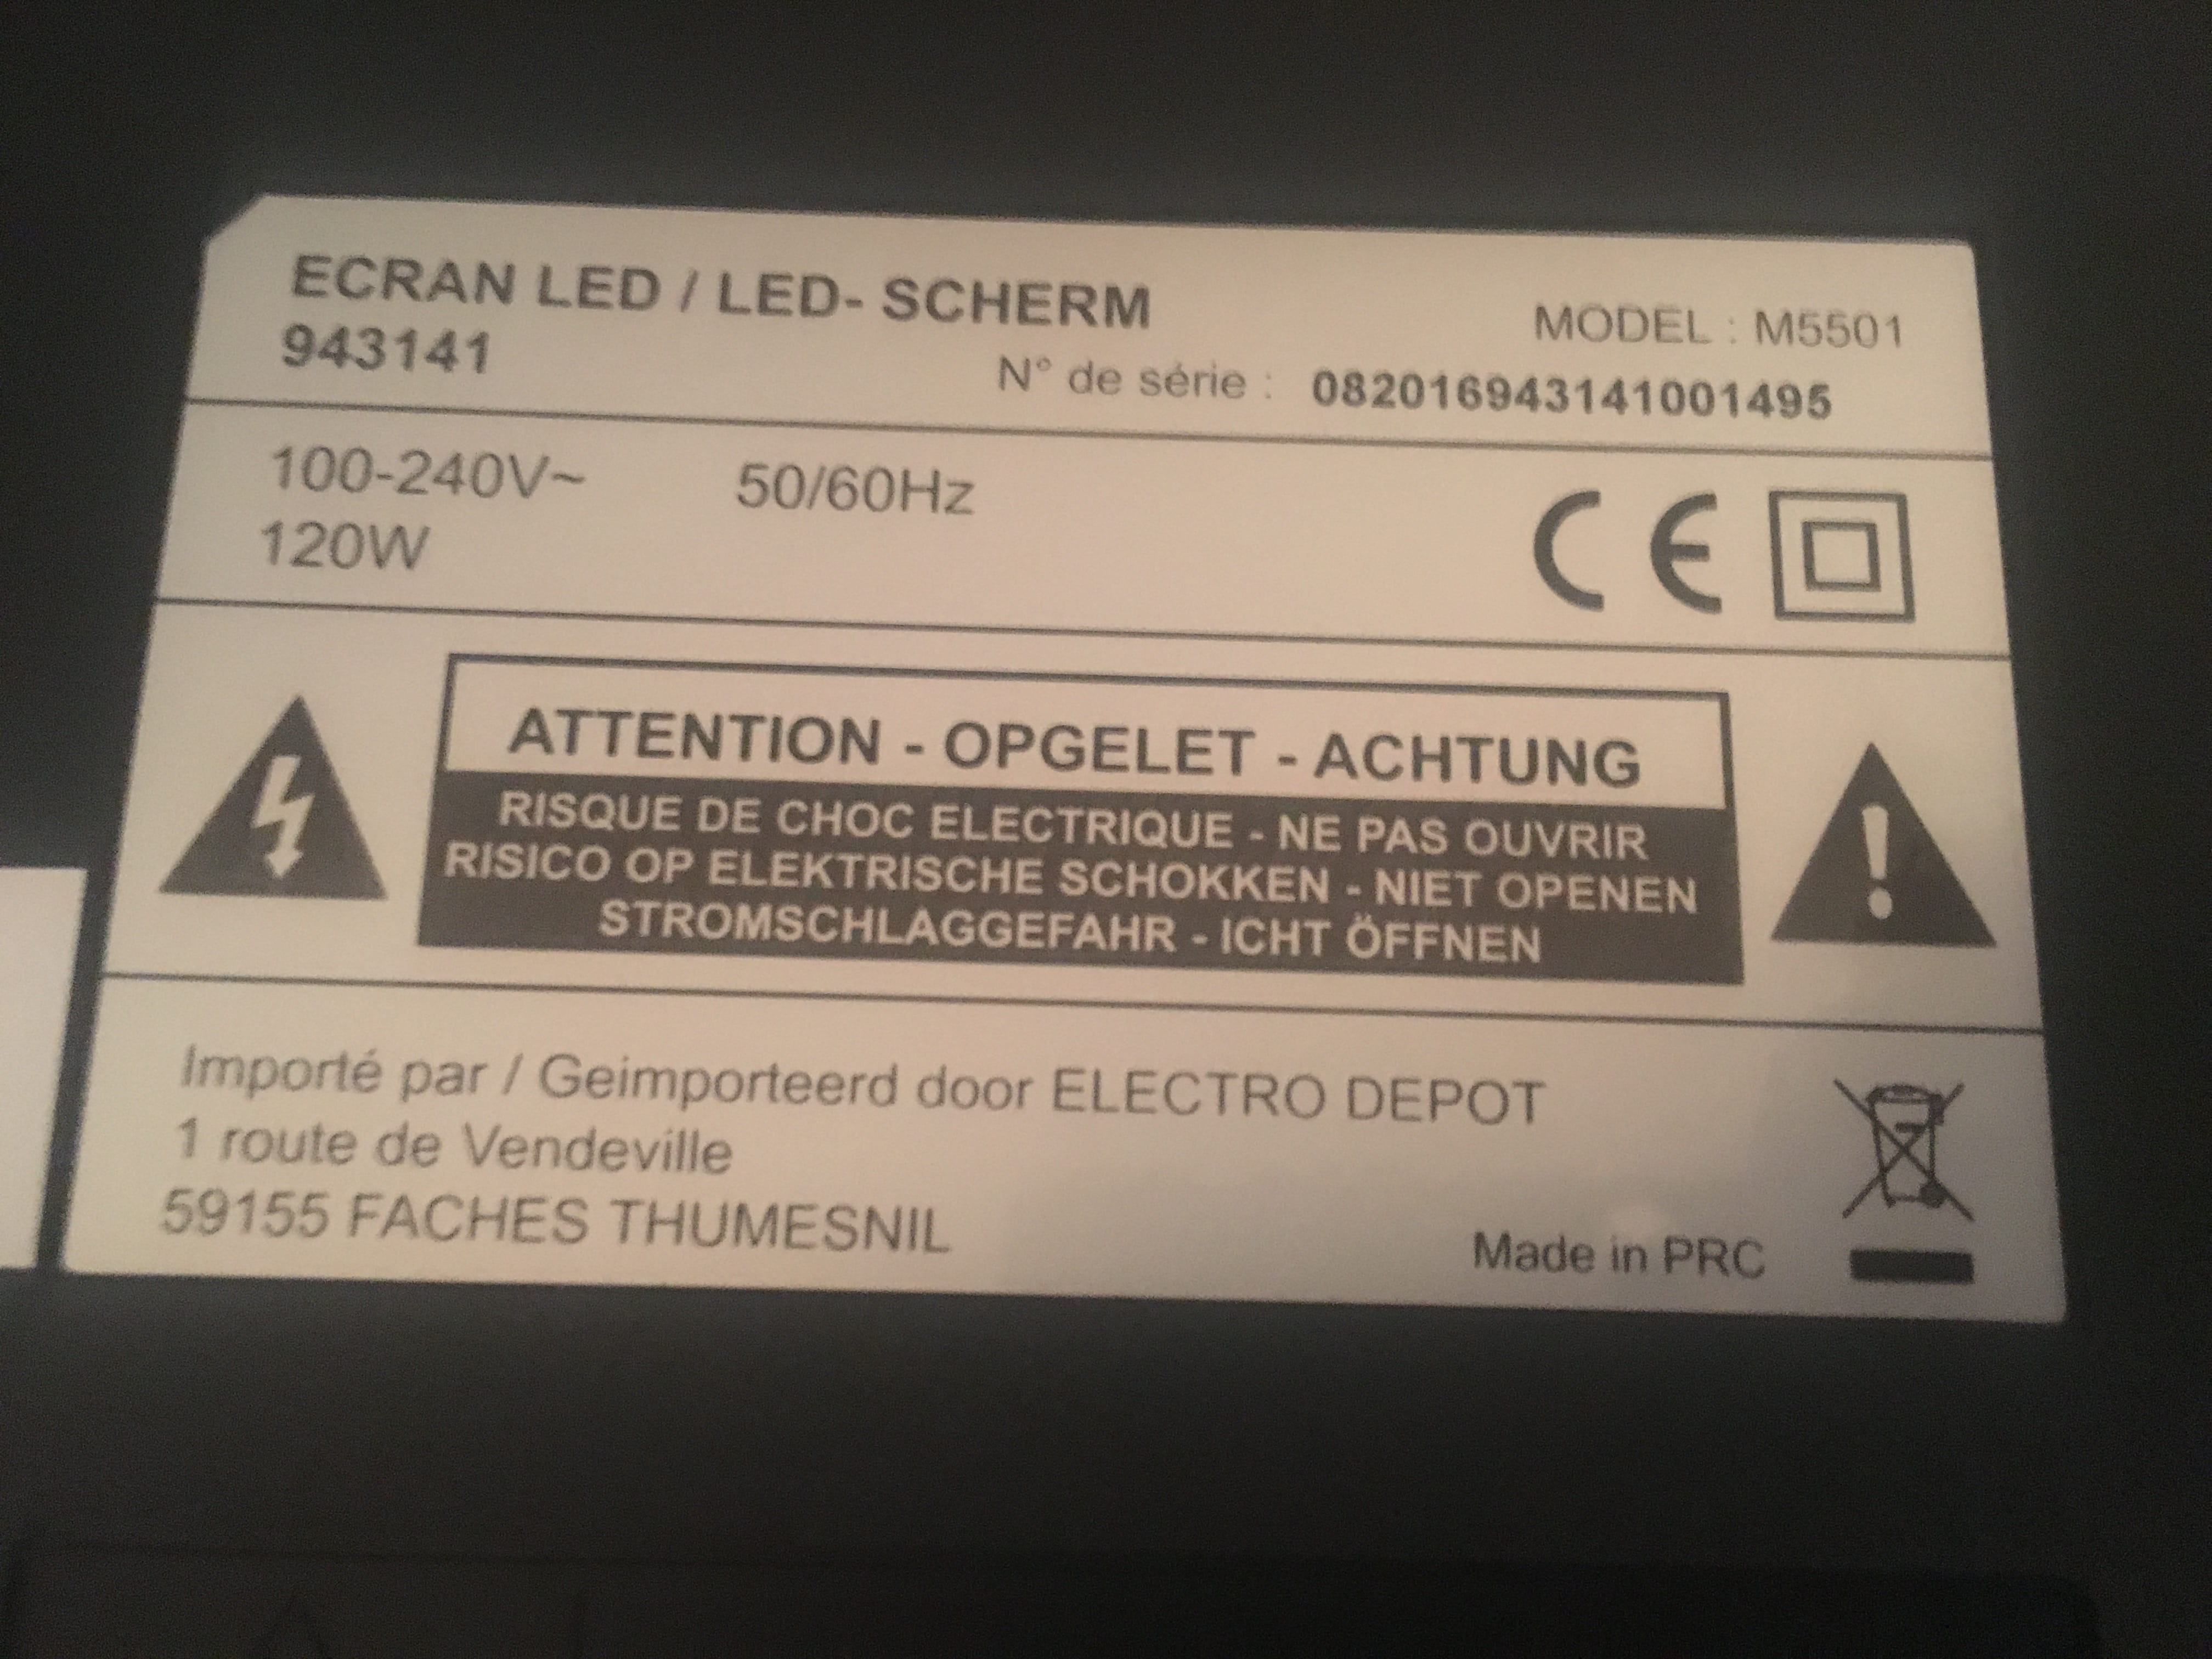 ECRAN LED / LED- SCHERM
943141
MODEL : M5501
N° de série : 082016943141001495
100-240V~ 50/60Hz
120W
CE
ATTENTION - OPGELET - ACHTUNG
RISQUE DE CHOC ELECTRIQUE - NE PAS OUVRIR
RISICO OP ELEKTRISCHE SCHOKKEN - NIET OPENEN
STROMSCHLAGGEFAHR - ICHT ÖFFNEN
Importé par / Geimporteerd door ELECTRO DEPOT
1 route de Vendeville
59155 FACHES THUMESNIL
Made in PRC